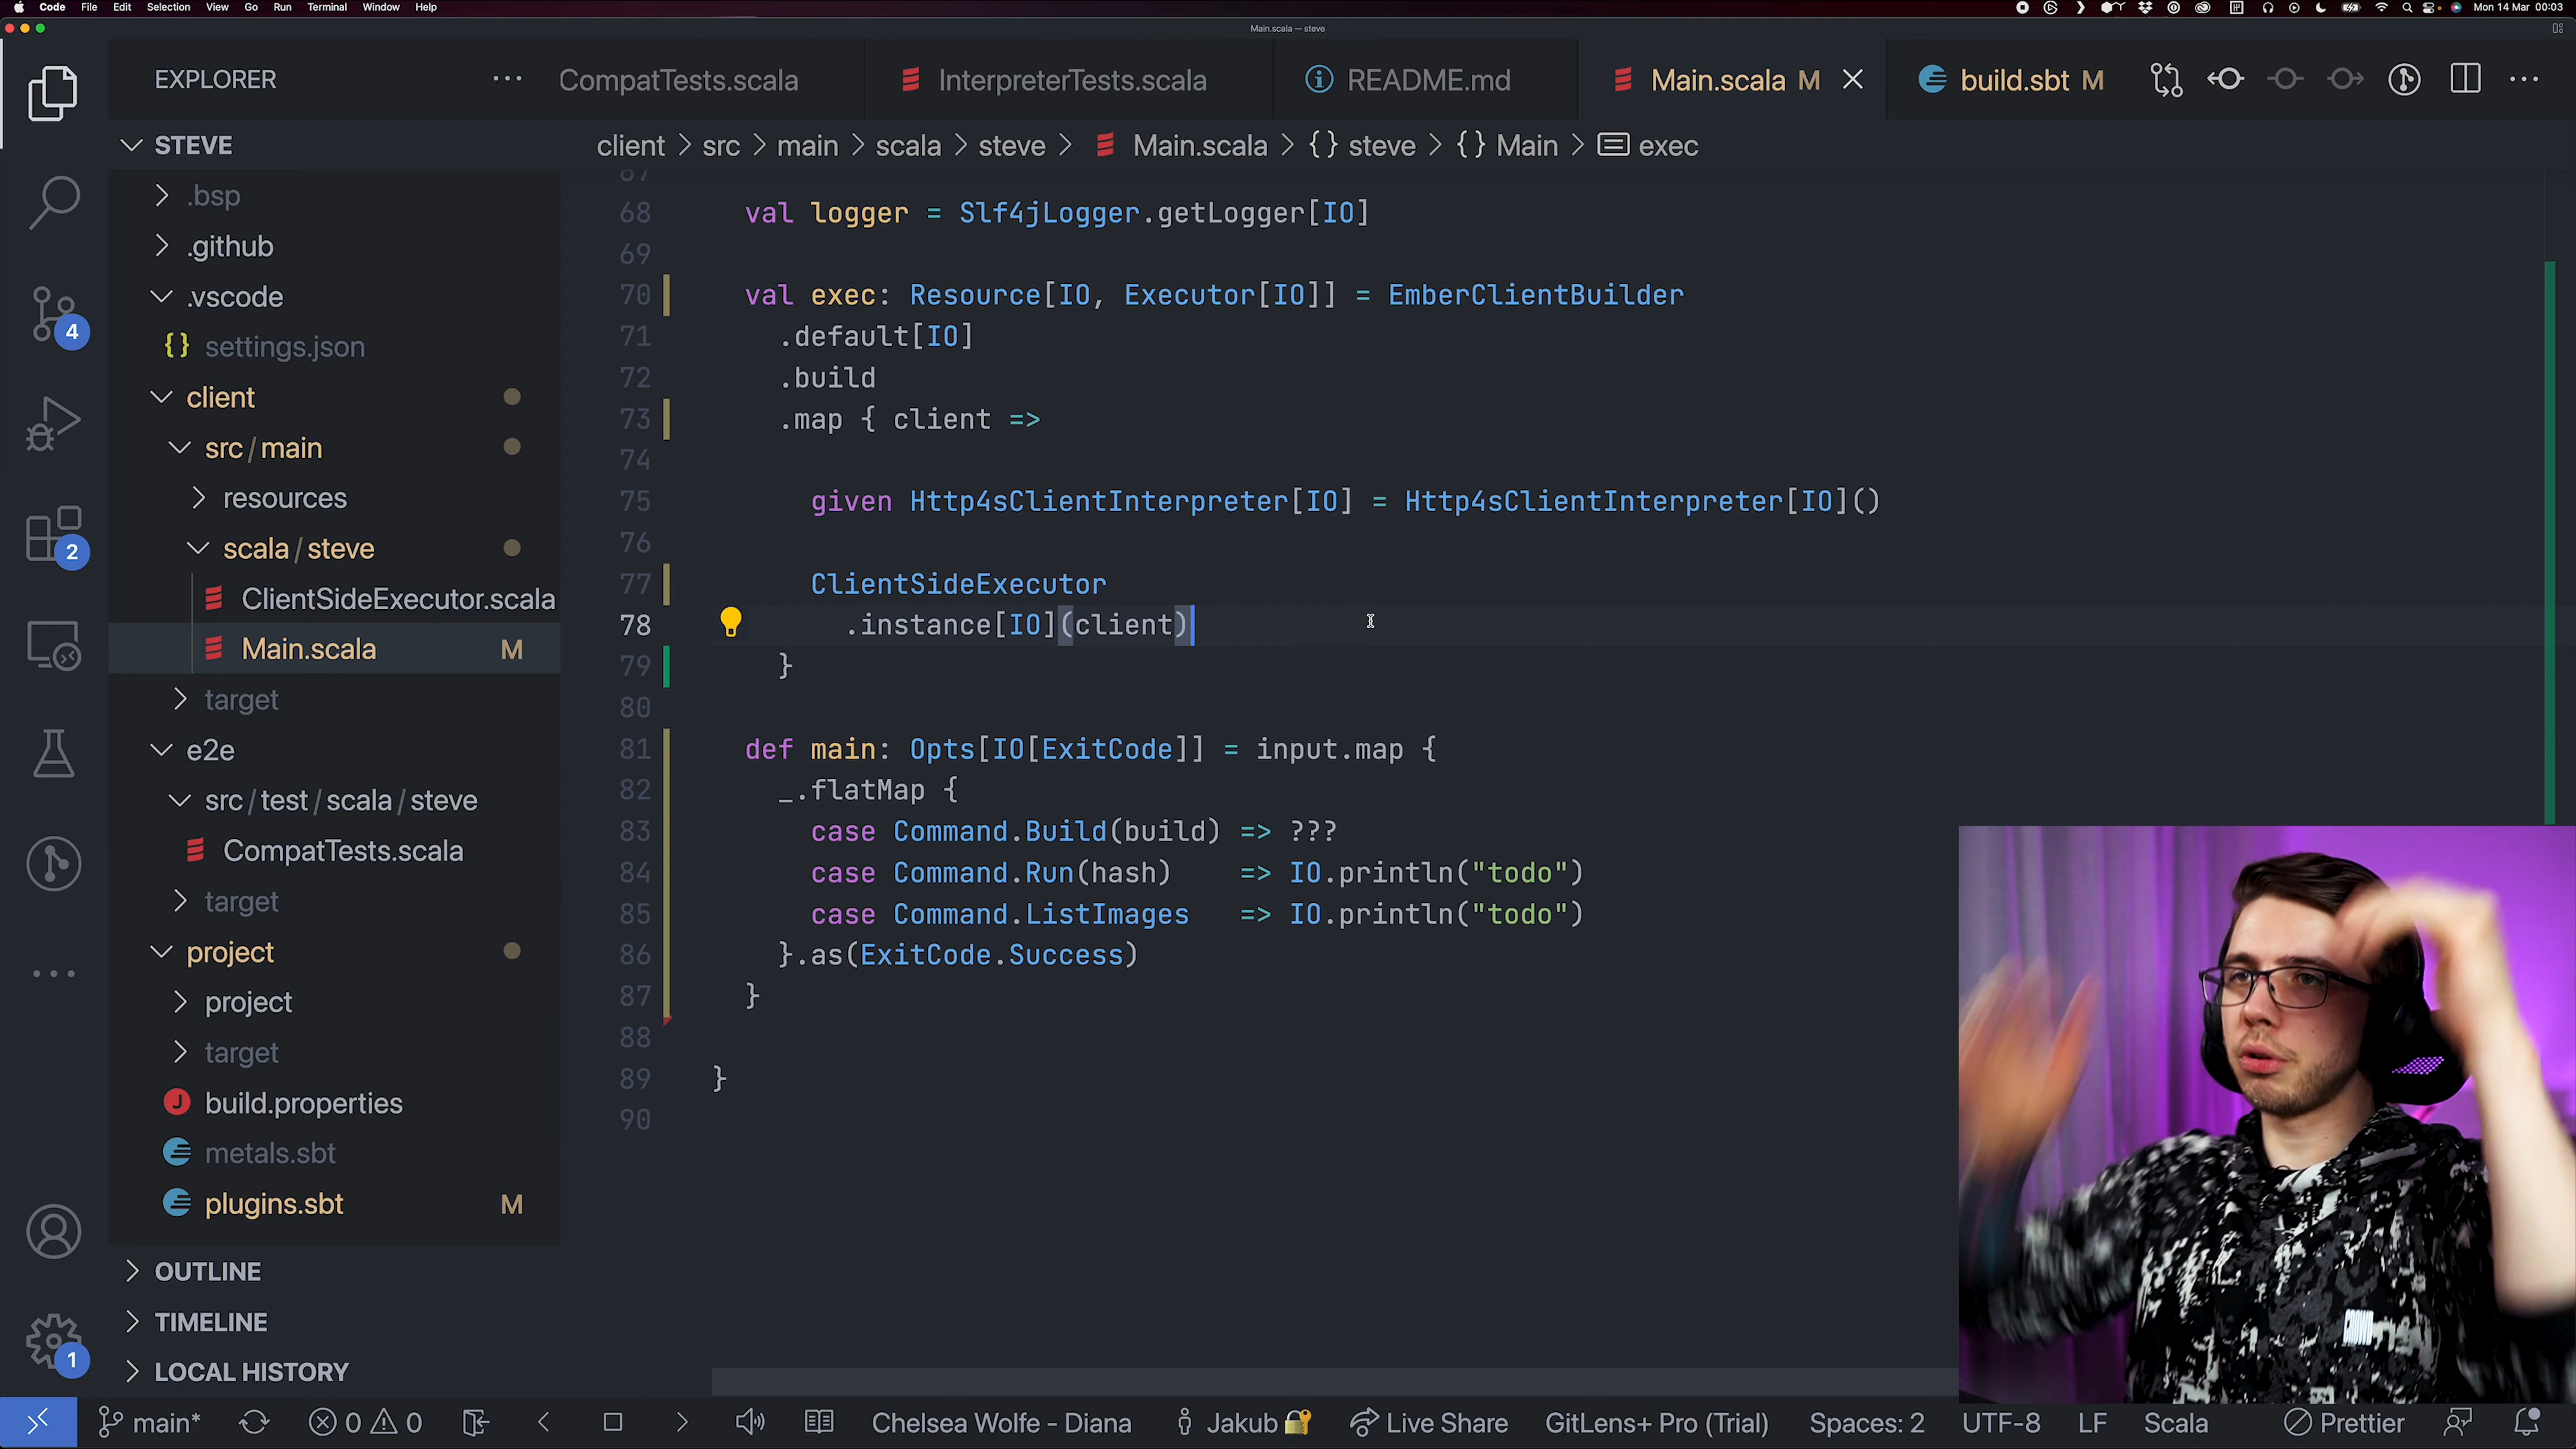 Code File Edit Selection View Go Run Terminal Window Help
Mon 14 Mar 00:03
Main.scala — steve
EXPLORER
CompatTests.scala
InterpreterTests.scala
README.md
Main.scala M
build.sbt M
STEVE
client > src > main > scala > steve > Main.scala > {} steve > {} Main > exec
.bsp
.github
.vscode
{} settings.json
client
src/main
resources
scala/steve
ClientSideExecutor.scala
Main.scala M
target
e2e
src/test/scala/steve
CompatTests.scala
target
project
project
target
build.properties
metals.sbt
plugins.sbt M
OUTLINE
TIMELINE
LOCAL HISTORY
4
2
1
67
68 val logger = Slf4jLogger.getLogger[IO]
69
70 val exec: Resource[IO, Executor[IO]] = EmberClientBuilder
71 .default[IO]
72 .build
73 .map { client =>
74
75 given Http4sClientInterpreter[IO] = Http4sClientInterpreter[IO]()
76
77 ClientSideExecutor
78 .instance[IO](client)
79 }
80
81 def main: Opts[IO[ExitCode]] = input.map {
82 _.flatMap {
83 case Command.Build(build) => ???
84 case Command.Run(hash) => IO.println("todo")
85 case Command.ListImages => IO.println("todo")
86 }.as(ExitCode.Success)
87 }
88
89 }
90
main* 0 0 Chelsea Wolfe - Diana Jakub Live Share GitLens+ Pro (Trial) Spaces: 2 UTF-8 LF Scala Prettier